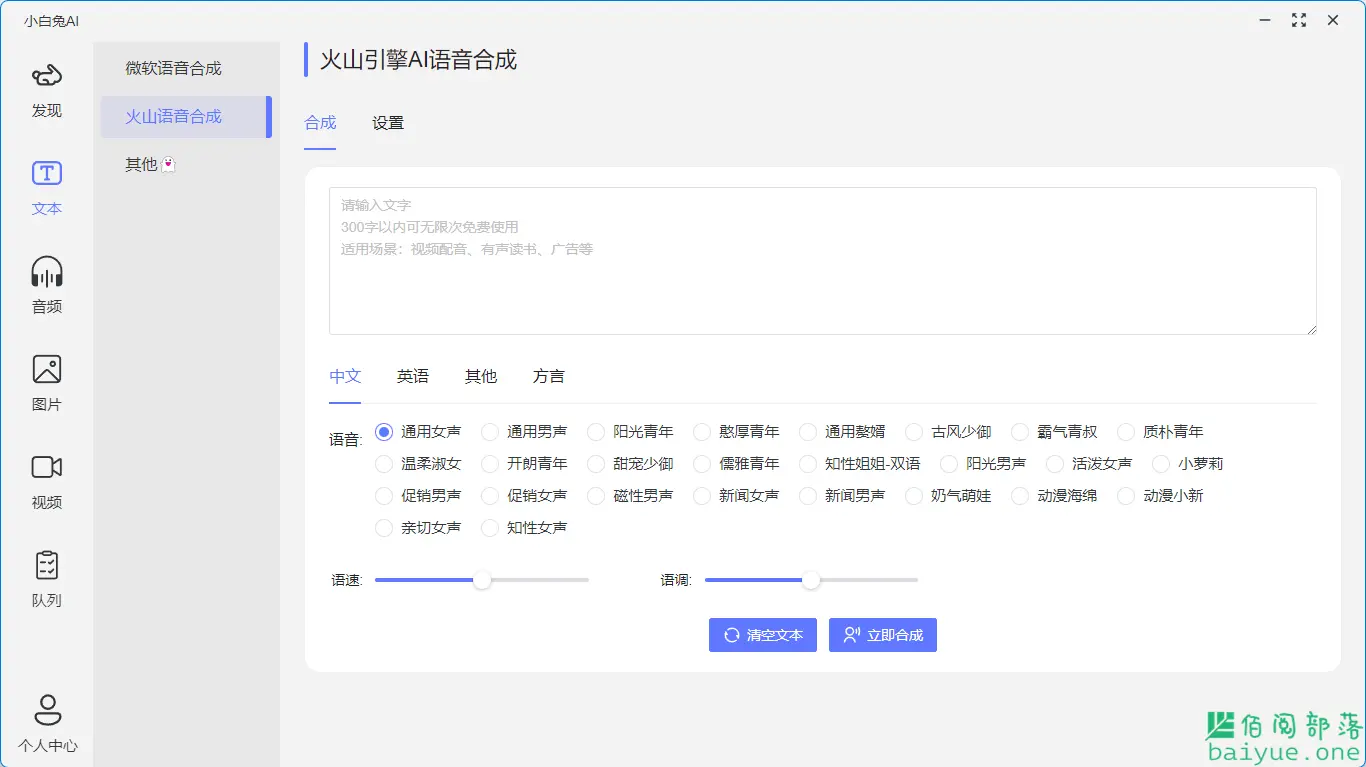 小白兔AI
发现
文本
音频
图片
视频
队列
个人中心
微软语音合成
火山语音合成
其他
火山引擎AI语音合成
合成 设置
请输入文字
300字以内可无限次免费使用
适用场景：视频配音、有声读书、广告等
中文 英语 其他 方言
语音: 通用女声 通用男声 阳光青年 憨厚青年 通用赘婿 古风少御 霸气青叔 质朴青年
温柔淑女 开朗青年 甜宠少御 儒雅青年 知性姐姐-双语 阳光男声 活泼女声 小萝莉
促销男声 促销女声 磁性男声 新闻女声 新闻男声 奶气萌娃 动漫海绵 动漫小新
亲切女声 知性女声
语速: 语调:
清空文本 立即合成
佰阅部落
baiyue.one